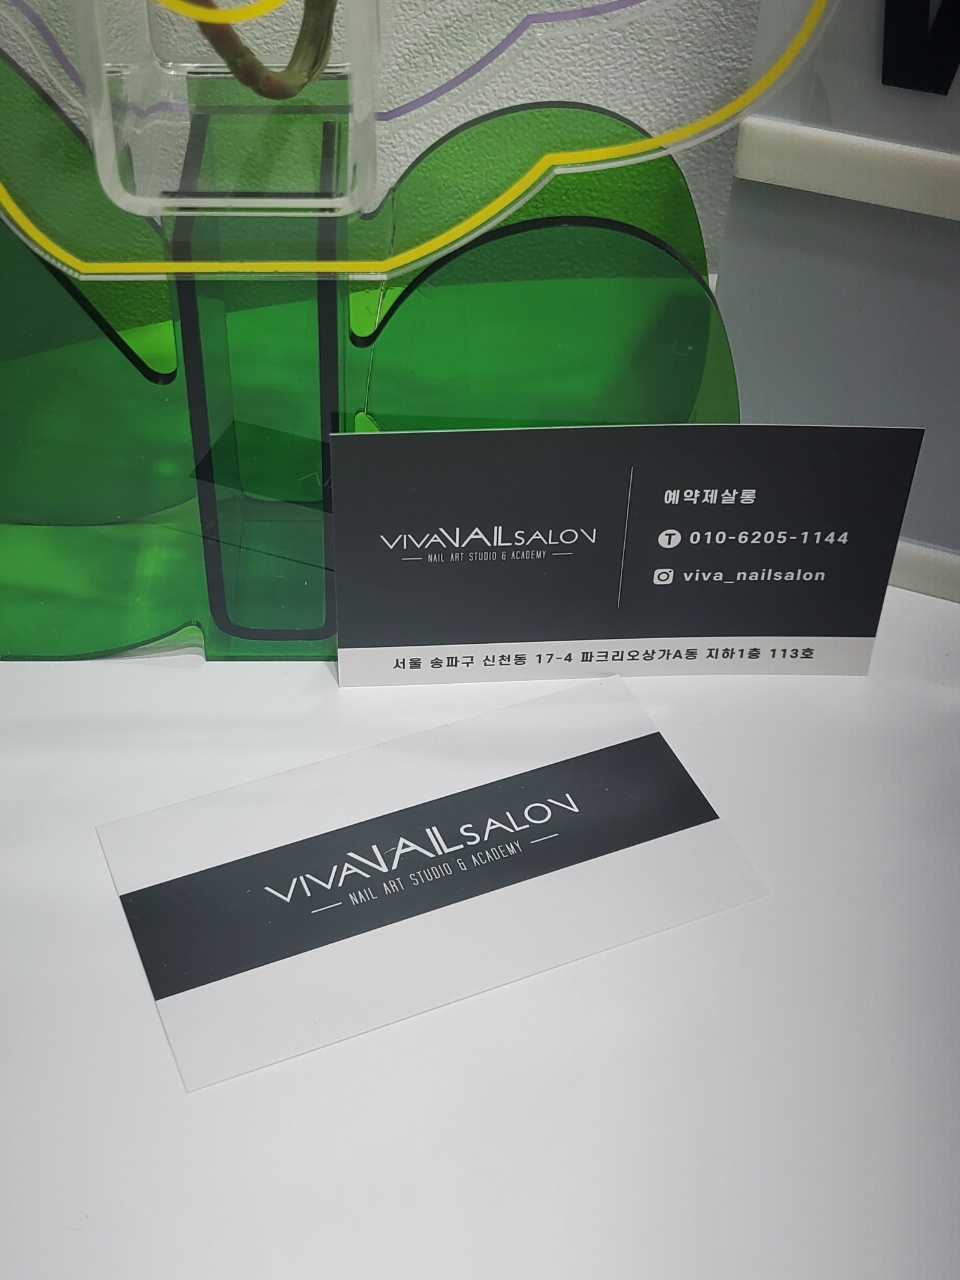 VIVANAILSALON
NAIL ART STUDIO & ACADEMY
예약제살롱
T 010-6205-1144
viva_nailsalon
서울 송파구 신천동 17-4 파크리오상가A동 지하1층 113호
VIVANAILSALON
NAIL ART STUDIO & ACADEMY